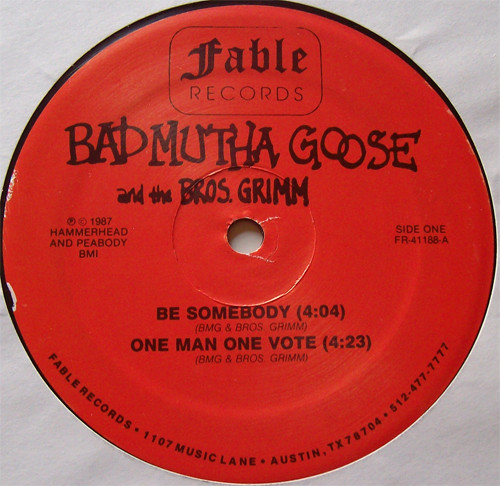 Fable
RECORDS
BAD MUTHA GOOSE
and the BROS. GRIMM
℗ © 1987
HAMMERHEAD
AND PEABODY
BMI
SIDE ONE
FR-41188-A
BE SOMEBODY (4:04)
(BMG & BROS. GRIMM)
ONE MAN ONE VOTE (4:23)
(BMG & BROS. GRIMM)
FABLE RECORDS • 1107 MUSIC LANE • AUSTIN, TX 78704 • 512-477-7777